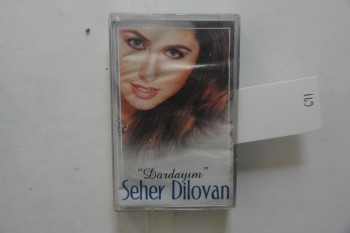 "Dardayım"
Seher Dilovan